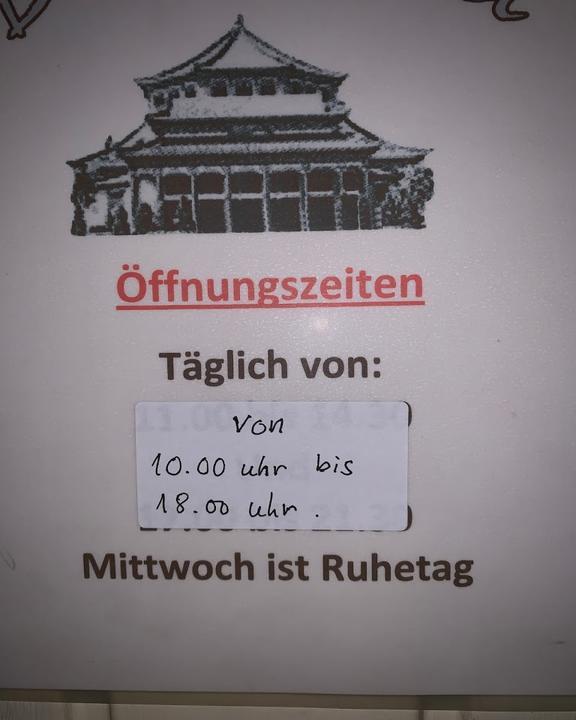 Öffnungszeiten
Täglich von:
von
10.00 uhr bis
18.00 uhr.
Mittwoch ist Ruhetag